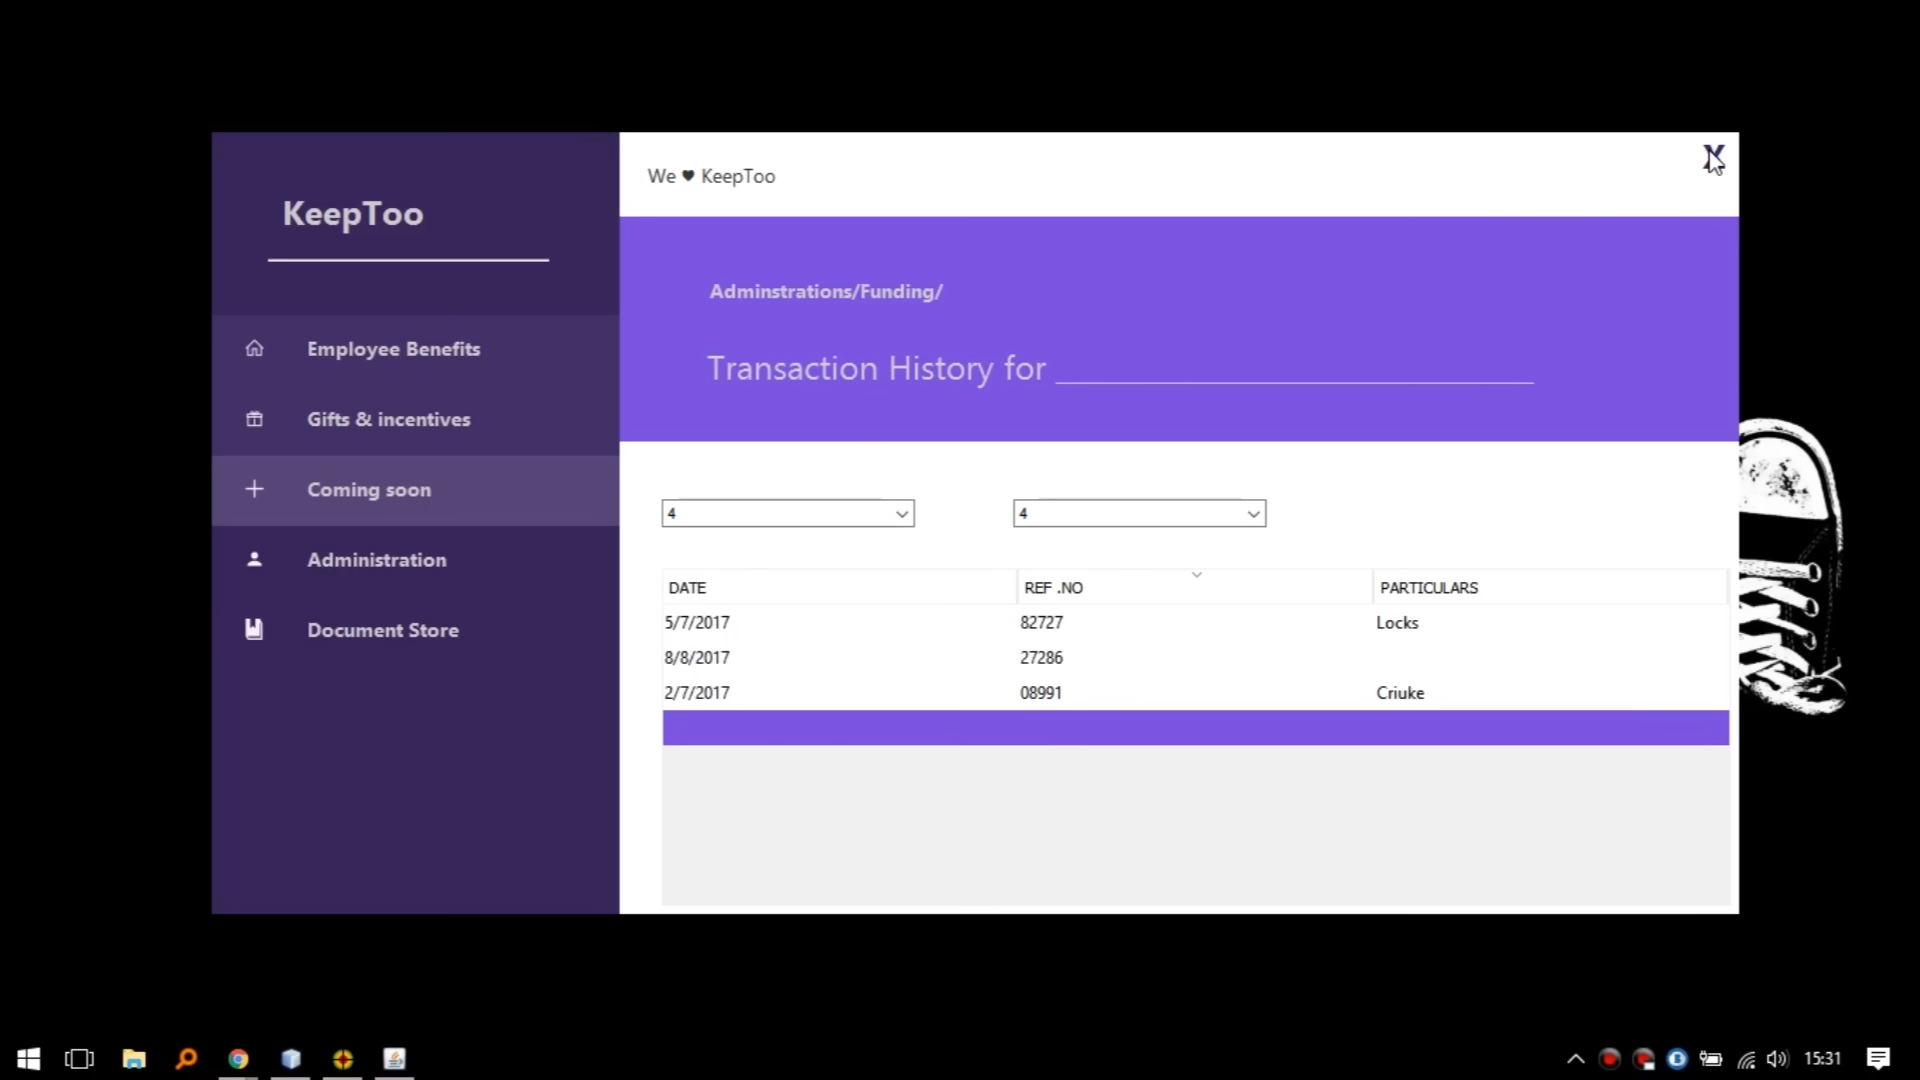 KeepToo
Employee Benefits
Gifts & incentives
Coming soon
Administration
Document Store
We ♥ KeepToo
X
Adminstrations/Funding/
Transaction History for ______________________________
4
4
DATE REF .NO PARTICULARS
5/7/2017 82727 Locks
8/8/2017 27286
2/7/2017 08991 Criuke
15:31